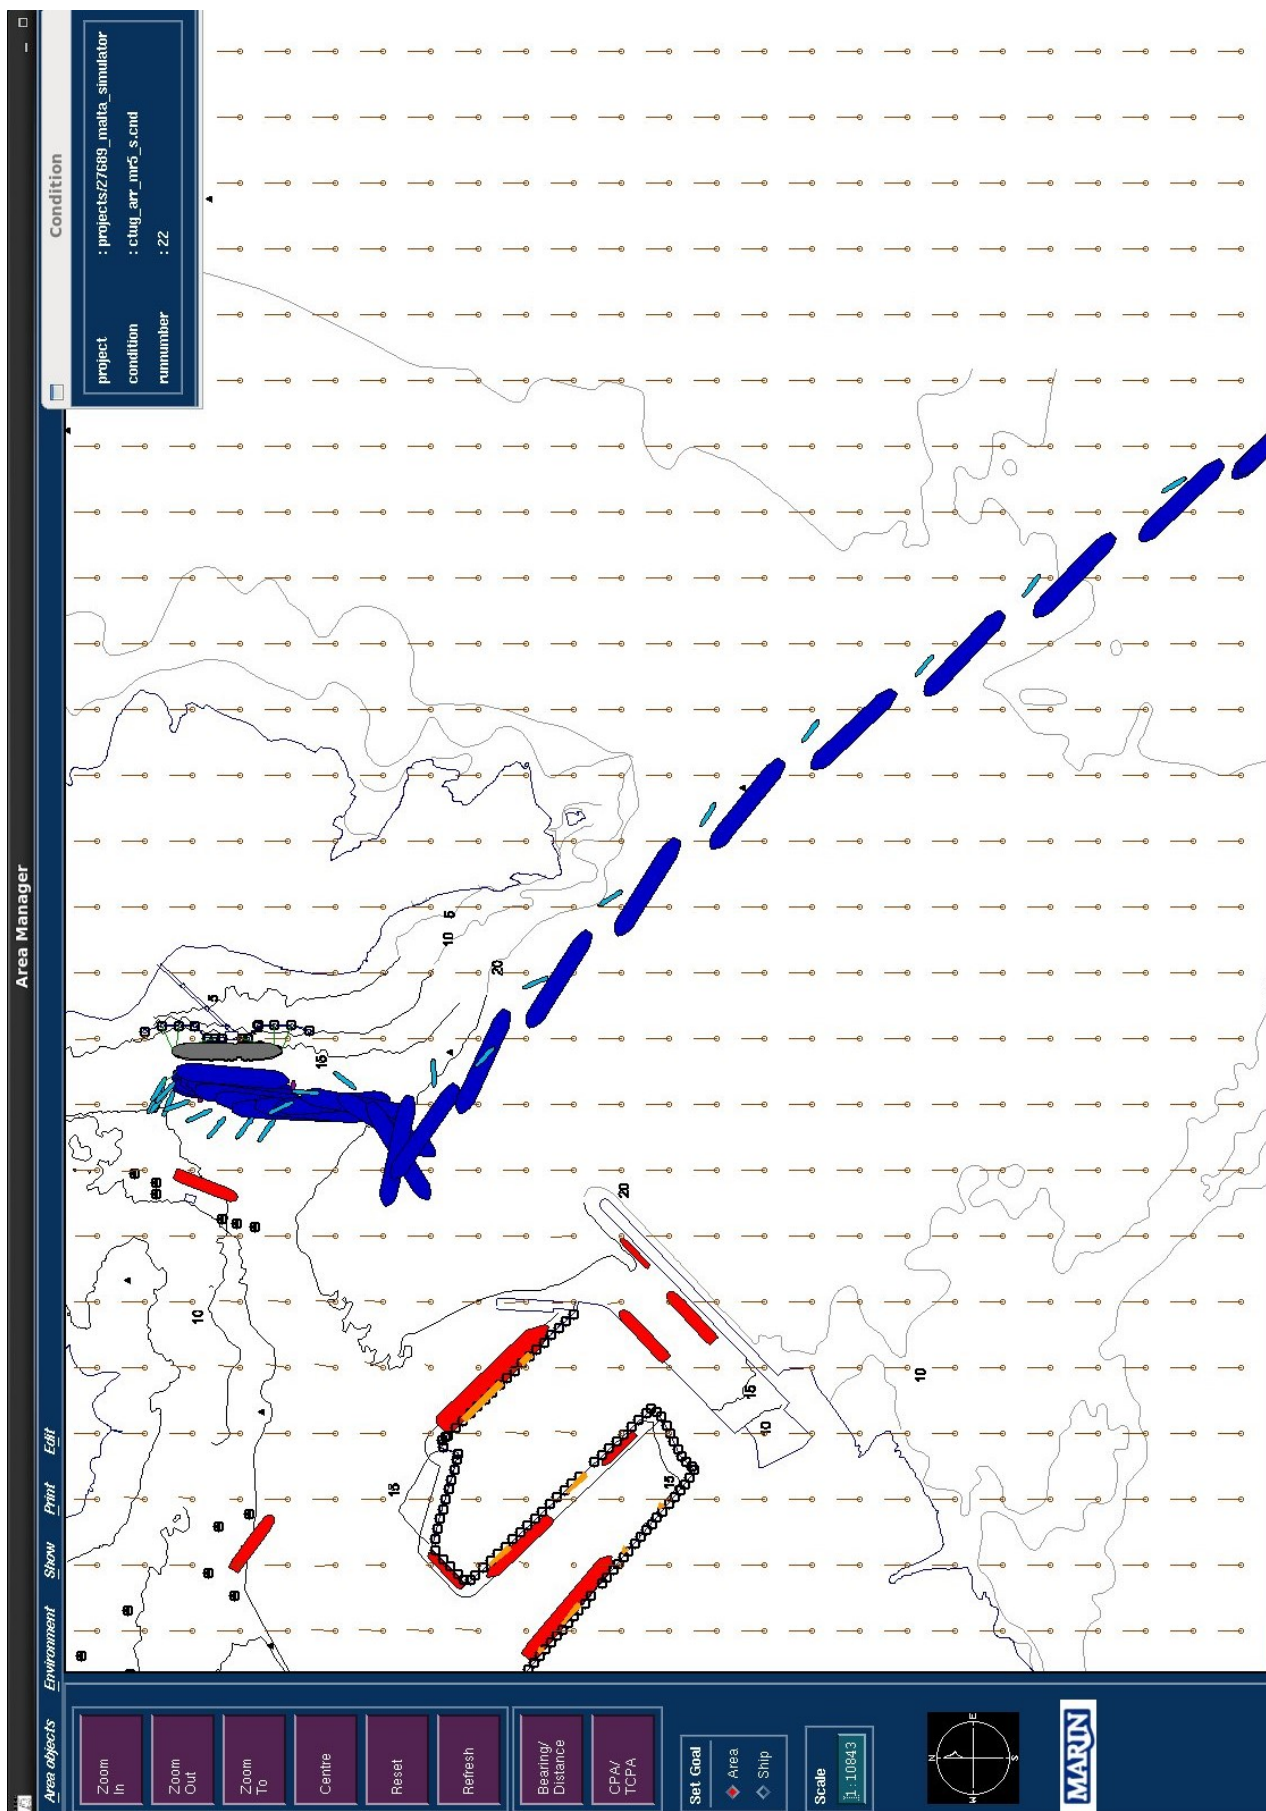 Area Manager
Area objects Environment Show Print Edit
Condition
project : projects/27689_malta_simulator
condition : ctug_arr_mr5_s.cnd
runnumber : 22
Zoom
In
Zoom
Out
Zoom
To
Centre
Reset
Refresh
Bearing/
Distance
CPA/
TCPA
Set Goal
Area
Ship
Scale
1:10843
N
W E
S
MARIN
5
15
10 5
20
10
20
15
15
15
10
10